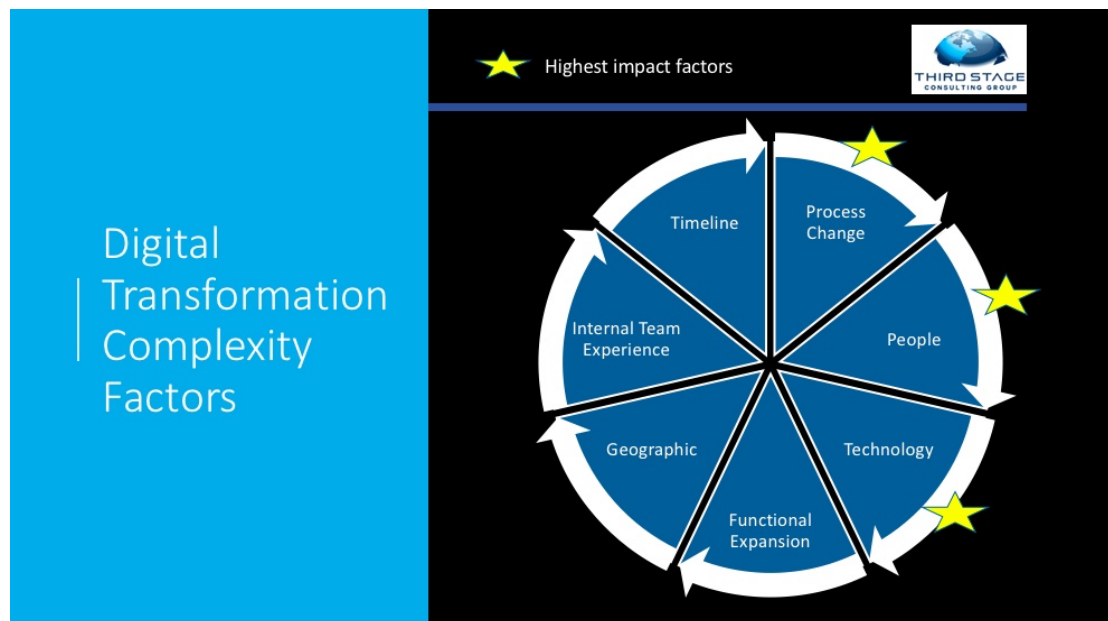 Highest impact factors
THIRD STAGE
CONSULTING GROUP
Digital
Transformation
Complexity
Factors
Process
Change
People
Technology
Functional
Expansion
Geographic
Internal Team
Experience
Timeline